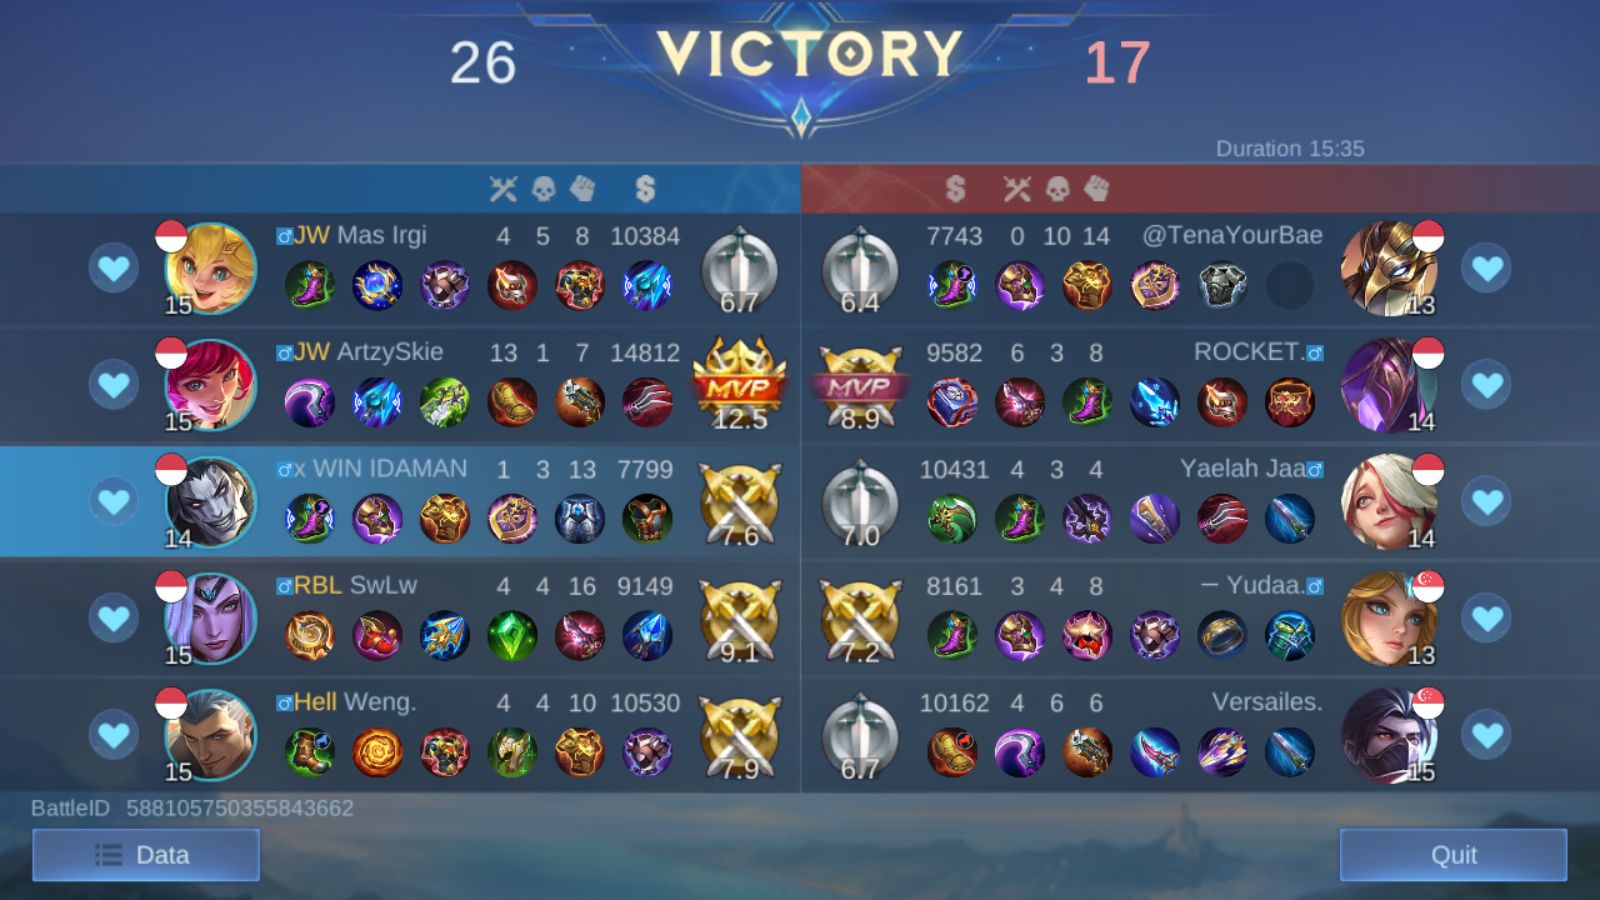 26 VICTORY 17
Duration 15:35
JW Mas Irgi 4 5 8 10384
15 6.7
6.4 7743 0 10 14 @TenaYourBae
13
JW ArtzySkie 13 1 7 14812
15 MVP 12.5
MVP 8.9 9582 6 3 8 ROCKET.
14
x WIN IDAMAN 1 3 13 7799
14 7.6
7.0 10431 4 3 4 Yaelah Jaa
14
RBL SwLw 4 4 16 9149
15 9.1
7.2 8161 3 4 8 – Yudaa.
13
Hell Weng. 4 4 10 10530
15 7.9
6.7 10162 4 6 6 Versailes.
15
BattleID 588105750355843662
Data
Quit